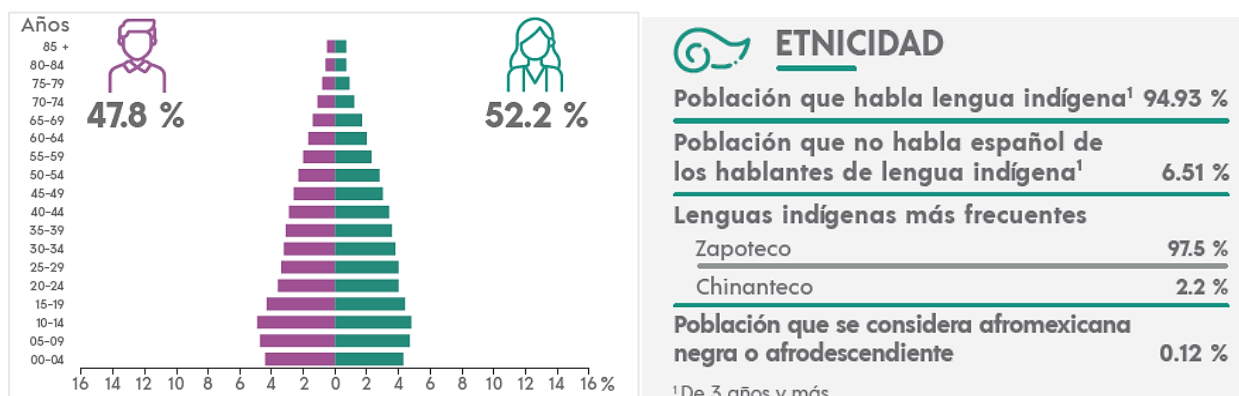 Años
85 +
80-84
75-79
47.8 %
52.2 %
70-74
65-69
60-64
55-59
50-54
45-49
40-44
35-39
30-34
25-29
20-24
15-19
10-14
05-09
00-04
16 14 12 10 8 6 4 2 0 2 4 6 8 10 12 14 16 %
ETNICIDAD
Población que habla lengua indígena¹ 94.93 %
Población que no habla español de
los hablantes de lengua indígena¹ 6.51 %
Lenguas indígenas más frecuentes
Zapoteco 97.5 %
Chinanteco 2.2 %
Población que se considera afromexicana
negra o afrodescendiente 0.12 %
¹ De 3 años y más